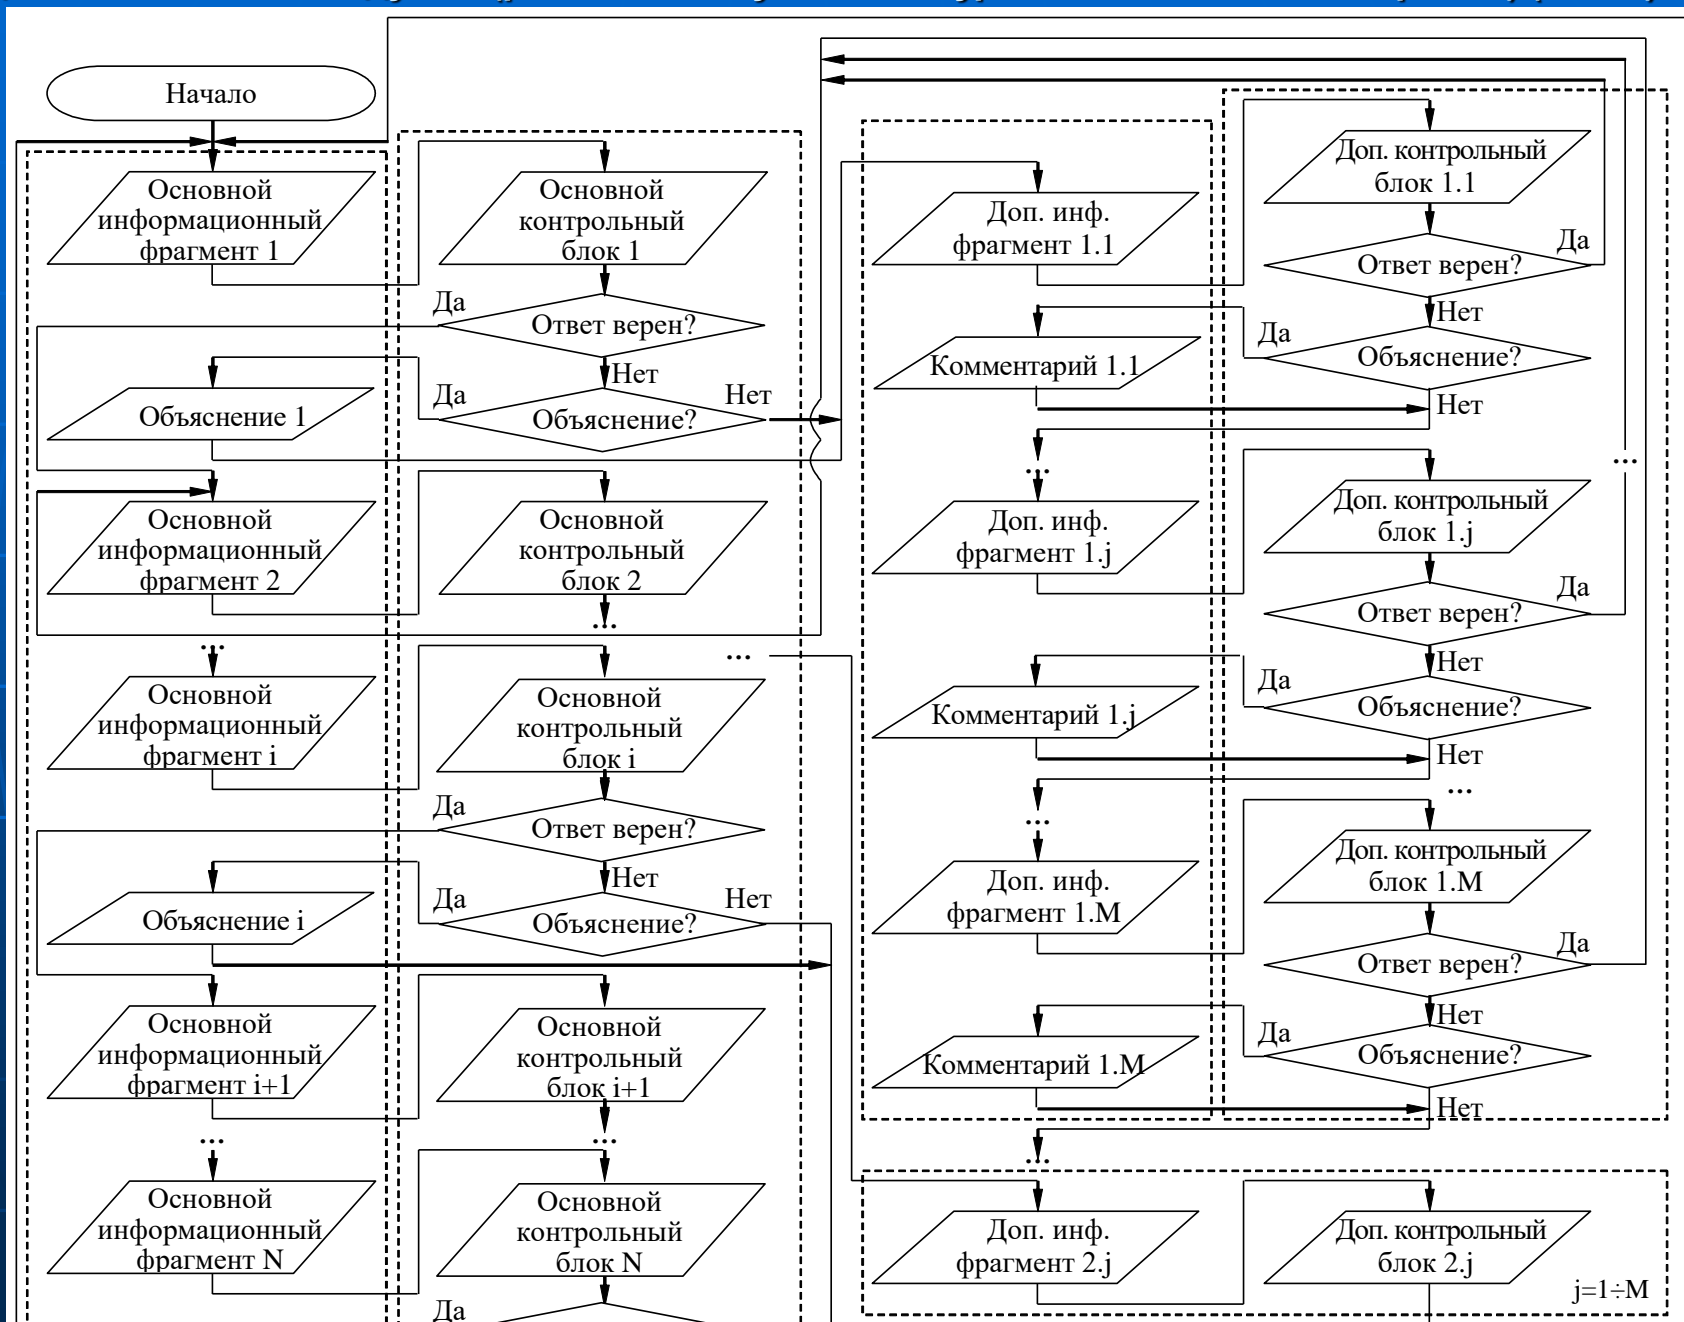 Начало
Основной
информационный
фрагмент 1
Основной
контрольный
блок 1
Да
Ответ верен?
Нет
Да
Объяснение?
Нет
Объяснение 1
Основной
информационный
фрагмент 2
Основной
контрольный
блок 2
...
...
...
Основной
информационный
фрагмент i
Основной
контрольный
блок i
Да
Ответ верен?
Нет
Да
Объяснение?
Нет
Объяснение i
Основной
информационный
фрагмент i+1
Основной
контрольный
блок i+1
...
...
Основной
информационный
фрагмент N
Основной
контрольный
блок N
Да
Доп. инф.
фрагмент 1.1
Доп. контрольный
блок 1.1
Да
Ответ верен?
Нет
Да
Объяснение?
Нет
Комментарий 1.1
...
...
Доп. инф.
фрагмент 1.j
Доп. контрольный
блок 1.j
Да
Ответ верен?
Нет
Да
Объяснение?
Нет
Комментарий 1.j
...
...
Доп. инф.
фрагмент 1.M
Доп. контрольный
блок 1.M
Да
Ответ верен?
Нет
Да
Объяснение?
Нет
Комментарий 1.M
...
Доп. инф.
фрагмент 2.j
Доп. контрольный
блок 2.j
j=1÷M